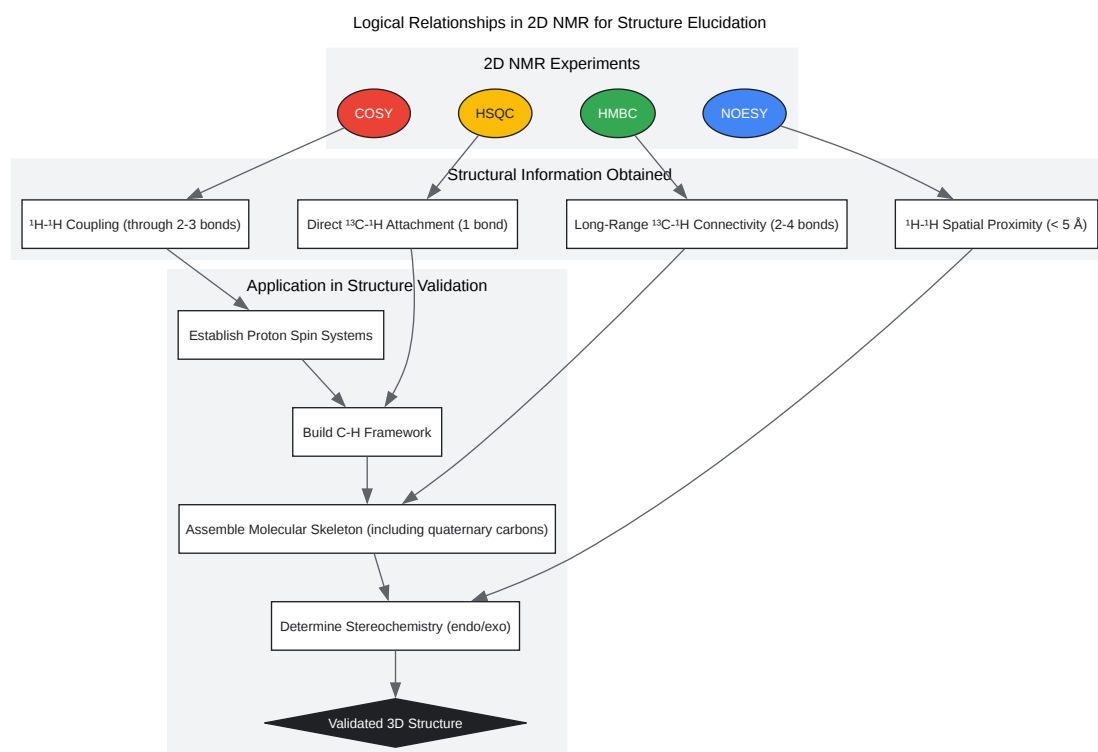 Logical Relationships in 2D NMR for Structure Elucidation
2D NMR Experiments
COSY
HSQC
HMBC
NOESY
Structural Information Obtained
¹H-¹H Coupling (through 2-3 bonds)
Direct ¹³C-¹H Attachment (1 bond)
Long-Range ¹³C-¹H Connectivity (2-4 bonds)
¹H-¹H Spatial Proximity (< 5 Å)
Application in Structure Validation
Establish Proton Spin Systems
Build C-H Framework
Assemble Molecular Skeleton (including quaternary carbons)
Determine Stereochemistry (endo/exo)
Validated 3D Structure